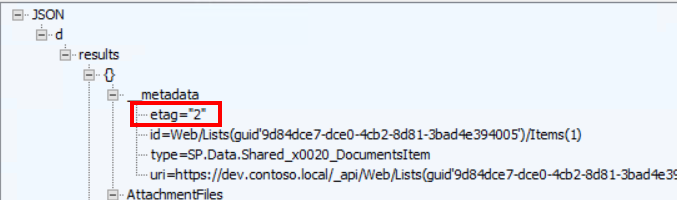 JSON
d
results
{}
__metadata
etag="2"
id=Web/Lists(guid'9d84dce7-dce0-4cb2-8d81-3bad4e394005')/Items(1)
type=SP.Data.Shared_x0020_DocumentsItem
uri=https://dev.contoso.local/_api/Web/Lists(guid'9d84dce7-dce0-4cb2-8d81-3bad4e39
AttachmentFiles